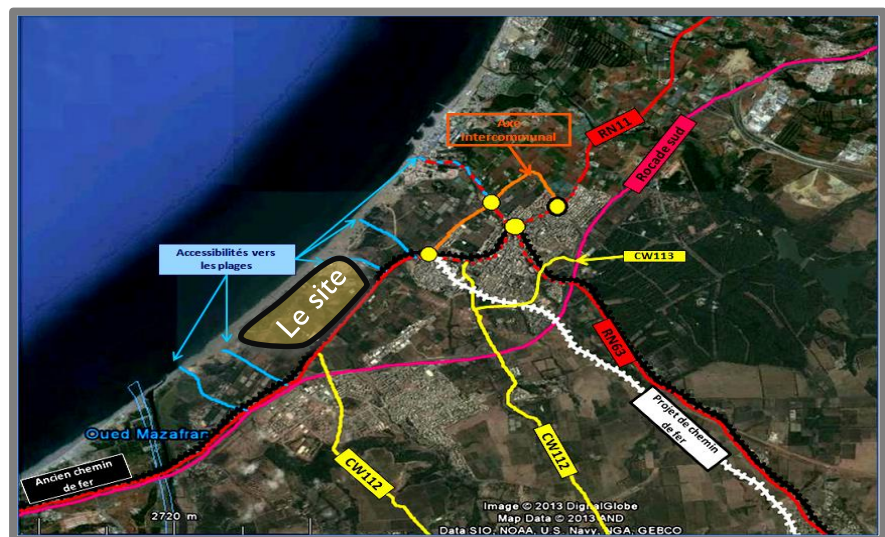 Axe
Intercommunal
RN11
Rocade sud
Accessibilités vers
les plages
CW113
Le site
RN63
Oued Mazafran
Projet de chemin
de fer
Ancien chemin
de fer
CW112
CW112
2720 m
Image © 2013 DigitalGlobe
Map Data © 2013 AND
Data SIO, NOAA, U.S. Navy, NGA, GEBCO